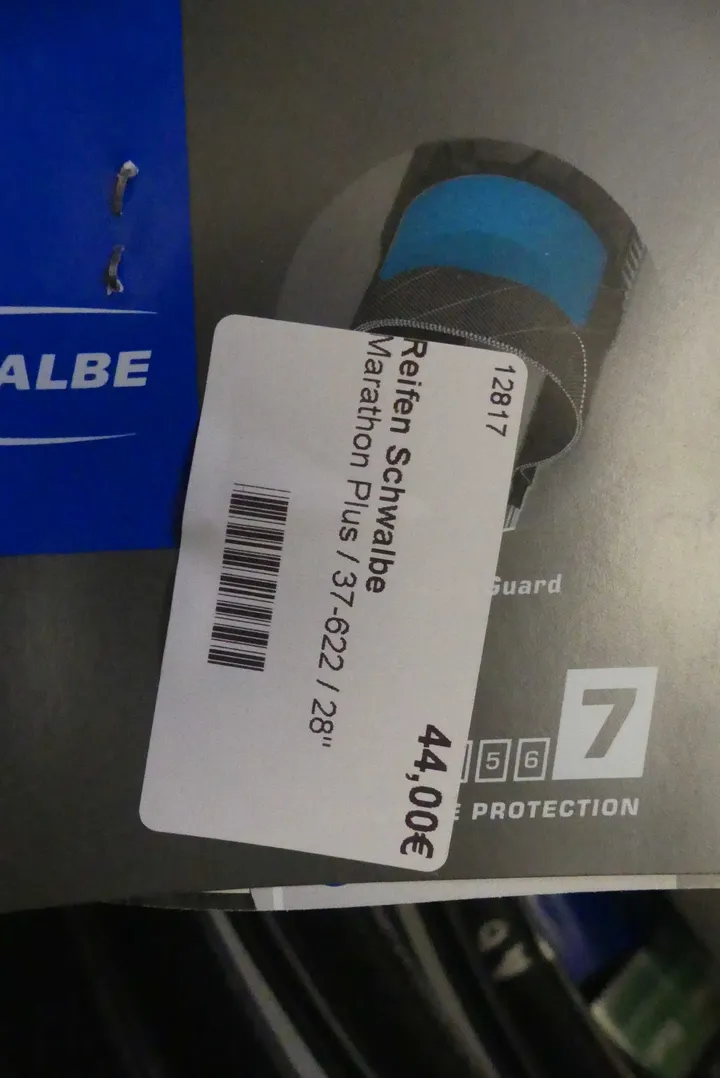 ALBE
12817
Reifen Schwalbe
Marathon Plus / 37-622 / 28"
44,00€
Guard
5 6 7
PROTECTION